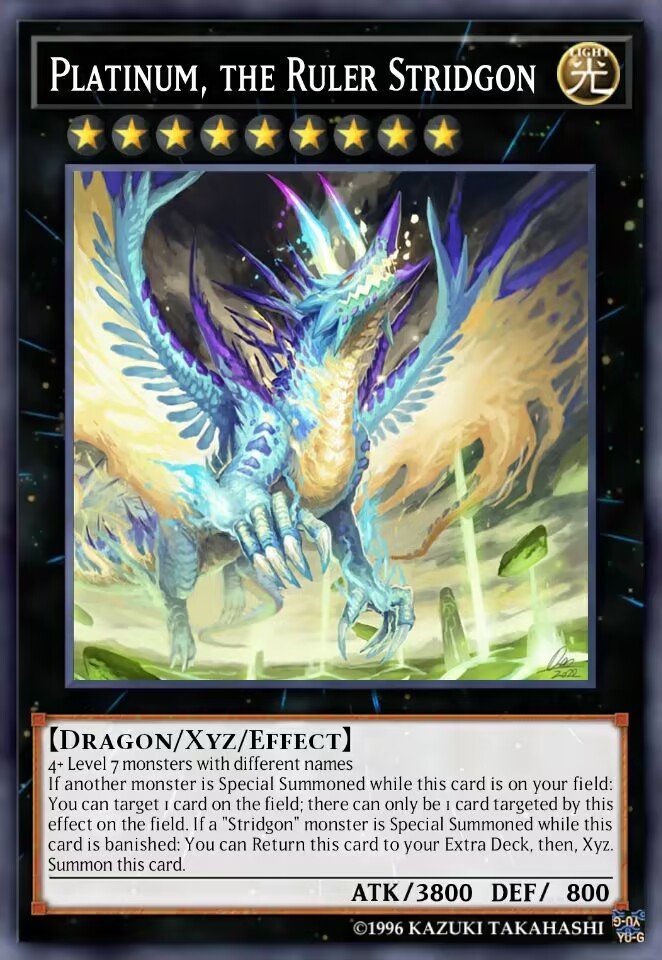 PLATINUM, THE RULER STRIDGON
LIGHT
光
2022
【DRAGON/XYZ/EFFECT】
4+ Level 7 monsters with different names
If another monster is Special Summoned while this card is on your field:
You can target 1 card on the field; there can only be 1 card targeted by this
effect on the field. If a "Stridgon" monster is Special Summoned while this
card is banished: You can Return this card to your Extra Deck, then, Xyz.
Summon this card.
ATK/3800 DEF/ 800
©1996 KAZUKI TAKAHASHI